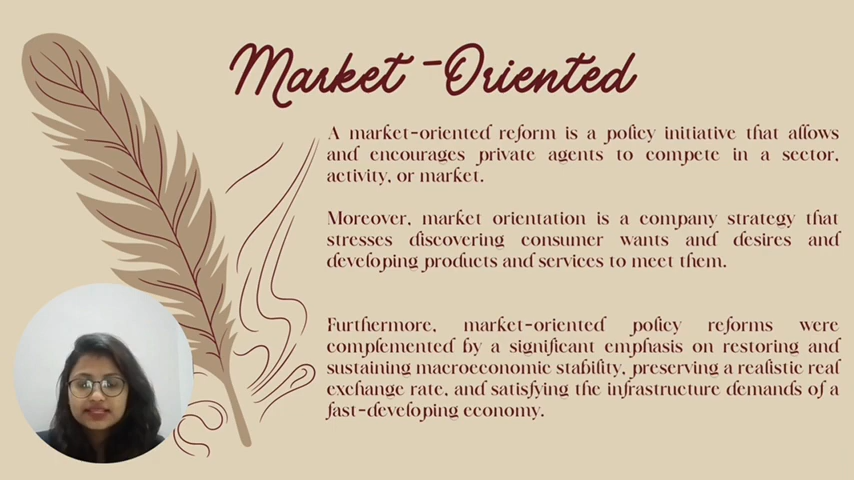 Market-Oriented
A market-oriented reform is a policy initiative that allows
and encourages private agents to compete in a sector,
activity, or market.
Moreover, market orientation is a company strategy that
stresses discovering consumer wants and desires and
developing products and services to meet them.
Furthermore, market-oriented policy reforms were
complemented by a significant emphasis on restoring and
sustaining macroeconomic stability, preserving a realistic real
exchange rate, and satisfying the infrastructure demands of a
fast-developing economy.